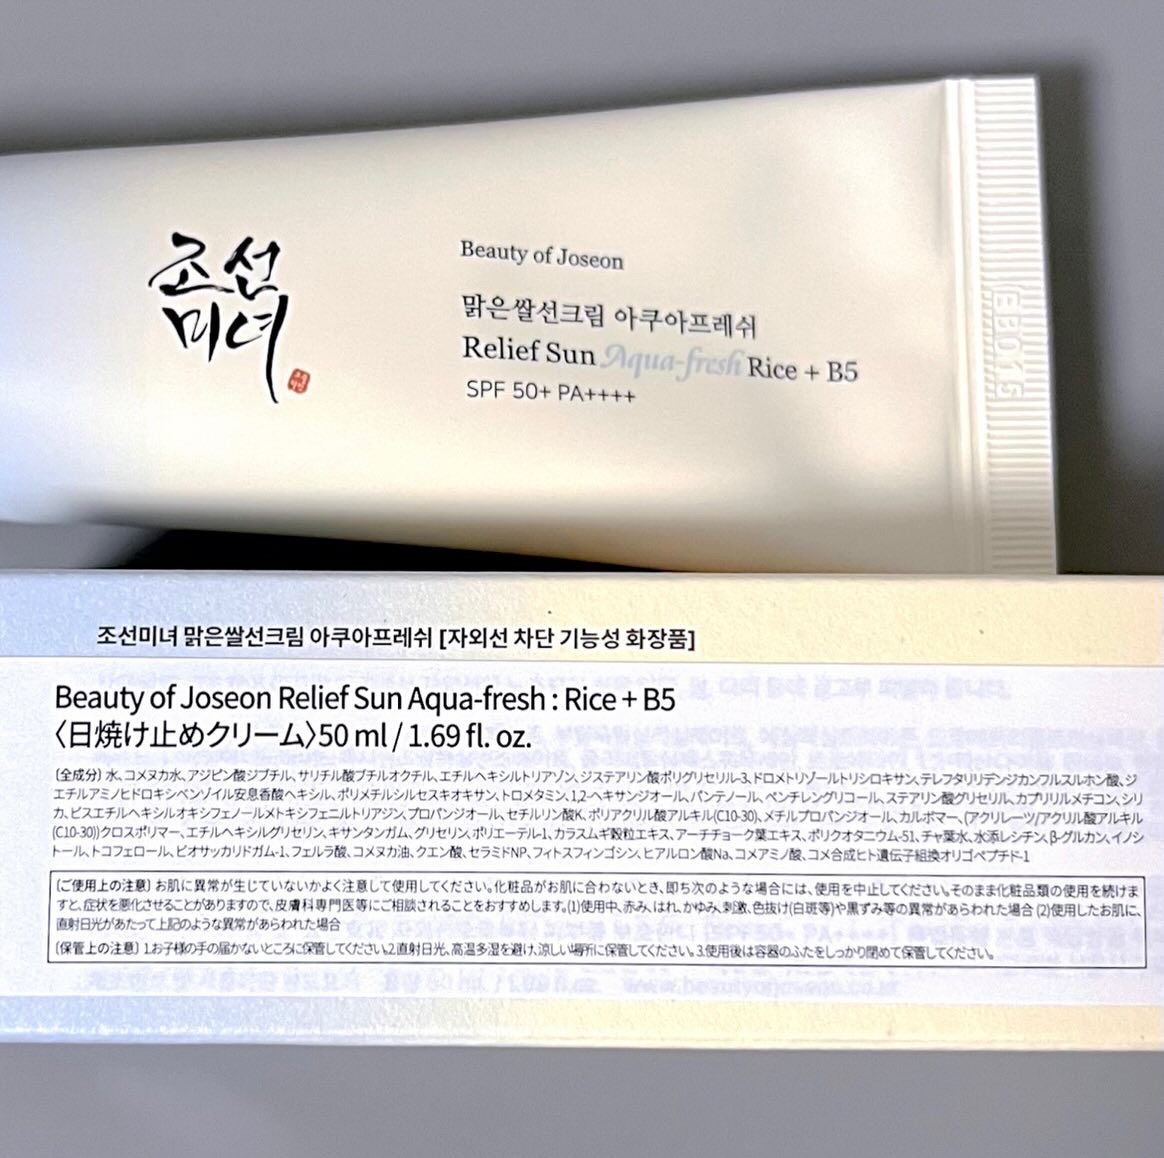 조선
미녀
Beauty of Joseon
맑은쌀선크림 아쿠아프레쉬
Relief Sun Aqua-fresh Rice + B5
SPF 50+ PA++++
조선미녀 맑은쌀선크림 아쿠아프레쉬 [자외선 차단 기능성 화장품]
Beauty of Joseon Relief Sun Aqua-fresh : Rice + B5
〈日焼け止めクリーム〉50 ml / 1.69 fl. oz.
〔全成分〕水、コメヌカ水、アジピン酸ジブチル、サリチル酸ブチルオクチル、エチルヘキシルトリアゾン、ジステアリン酸ポリグリセリル-3、ドロメトリゾールトリシロキサン、テレフタリリデンジカンフルスルホン酸、ジ
エチルアミノヒドロキシベンゾイル安息香酸ヘキシル、ポリメチルシルセスキオキサン、トロメタミン、1,2-ヘキサンジオール、パンテノール、ペンチレングリコール、ステアリン酸グリセリル、カプリリルメチコン、シリ
カ、ビスエチルヘキシルオキシフェノールメトキシフェニルトリアジン、プロパンジオール、セチルリン酸K、ポリアクリル酸アルキル(C10-30)、メチルプロパンジオール、カルボマー、(アクリレーツ/アクリル酸アルキル
(C10-30))クロスポリマー、エチルヘキシルグリセリン、キサンタンガム、グリセリン、ポリエーテル-1、カラスムギ穀粒エキス、アーチチョーク葉エキス、ポリクオタニウム-51、チャ葉水、水添レシチン、β-グルカン、イノシ
トール、トコフェロール、ビオサッカリドガム-1、フェルラ酸、コメヌカ油、クエン酸、セラミドNP、フィトスフィンゴシン、ヒアルロン酸Na、コメアミノ酸、コメ合成ヒト遺伝子組換オリゴペプチド-1
〔ご使用上の注意〕お肌に異常が生じていないかよく注意して使用してください。化粧品がお肌に合わないとき、即ち次のような場合には、使用を中止してください。そのまま化粧品類の使用を続けま
すと、症状を悪化させることがありますので、皮膚科専門医等にご相談されることをおすすめします。(1)使用中、赤み、はれ、かゆみ、刺激、色抜け(白斑等)や黒ずみ等の異常があらわれた場合 (2)使用したお肌に、
直射日光があたって上記のような異常があらわれた場合
〔保管上の注意〕1.お子様の手の届かないところに保管してください。2.直射日光、高温多湿を避け、涼しい場所に保管してください。3.使用後は容器のふたをしっかり閉めて保管してください。